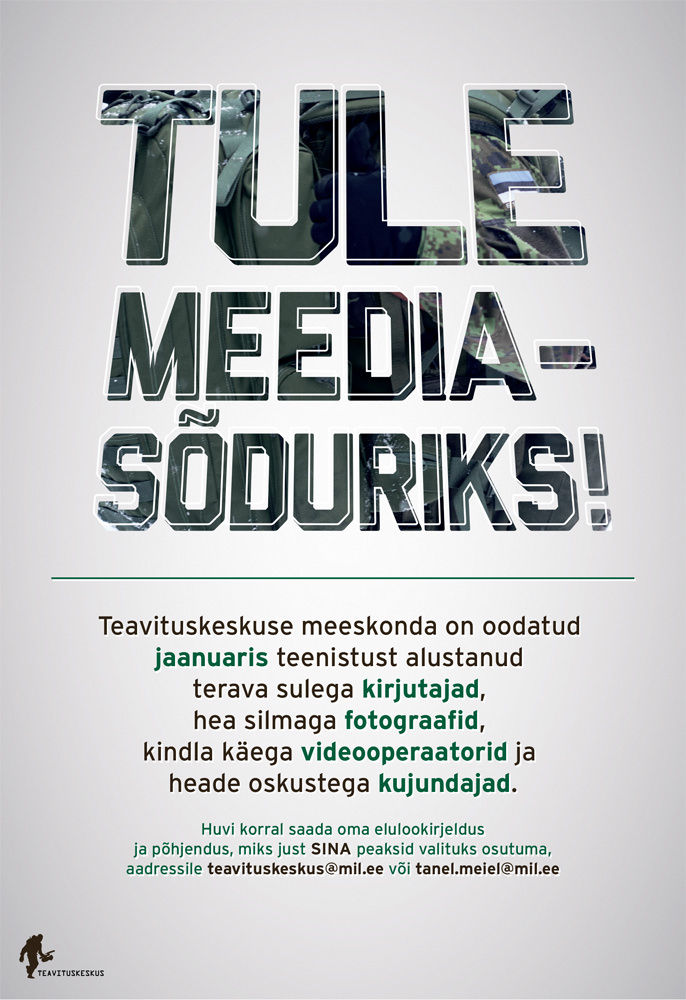 TULE
MEEDIA-
SÕDURIKS!
Teavituskeskuse meeskonda on oodatud
jaanuaris teenistust alustanud
terava sulega kirjutajad,
hea silmaga fotograafid,
kindla käega videooperaatorid ja
heade oskustega kujundajad.
Huvi korral saada oma elulookirjeldus
ja põhjendus, miks just SINA peaksid valituks osutuma,
aadressile teavituskeskus@mil.ee või tanel.meiel@mil.ee
TEAVITUSKESKUS